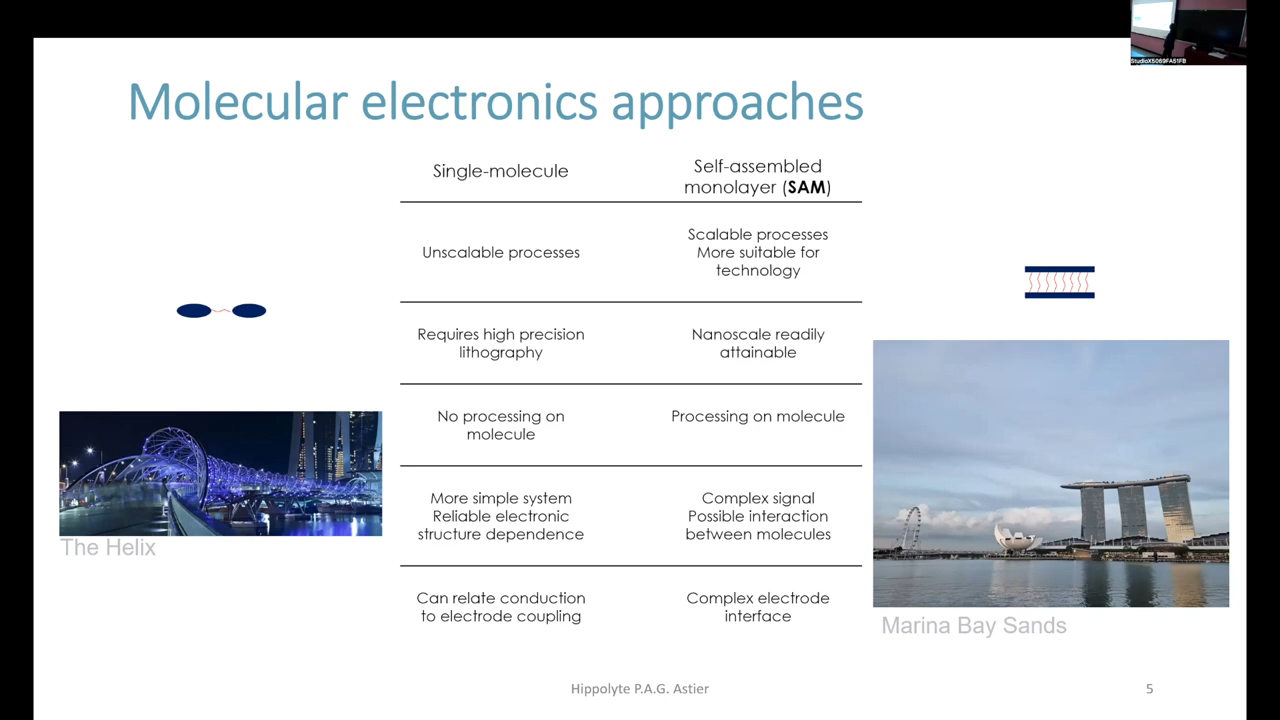 StudioX5069FA51FB
Molecular electronics approaches
Single-molecule
Self-assembled
monolayer (SAM)
Unscalable processes
Scalable processes
More suitable for
technology
Requires high precision
lithography
Nanoscale readily
attainable
No processing on
molecule
Processing on molecule
More simple system
Reliable electronic
structure dependence
Complex signal
Possible interaction
between molecules
Can relate conduction
to electrode coupling
Complex electrode
interface
The Helix
Marina Bay Sands
Hippolyte P.A.G. Astier
5